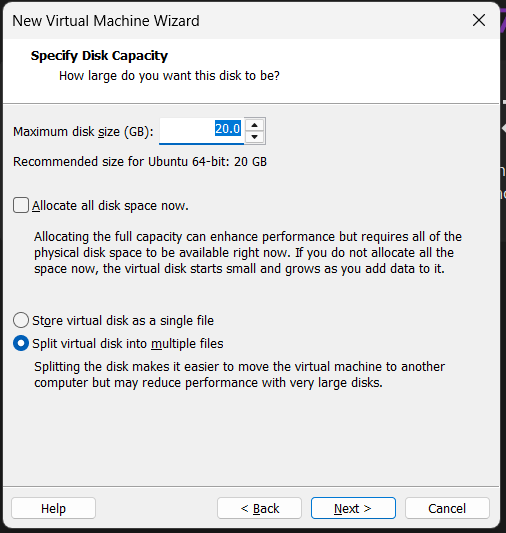 New Virtual Machine Wizard
Specify Disk Capacity
How large do you want this disk to be?
Maximum disk size (GB): 20.0
Recommended size for Ubuntu 64-bit: 20 GB
Allocate all disk space now.
Allocating the full capacity can enhance performance but requires all of the
physical disk space to be available right now. If you do not allocate all the
space now, the virtual disk starts small and grows as you add data to it.
Store virtual disk as a single file
Split virtual disk into multiple files
Splitting the disk makes it easier to move the virtual machine to another
computer but may reduce performance with very large disks.
Help
< Back
Next >
Cancel